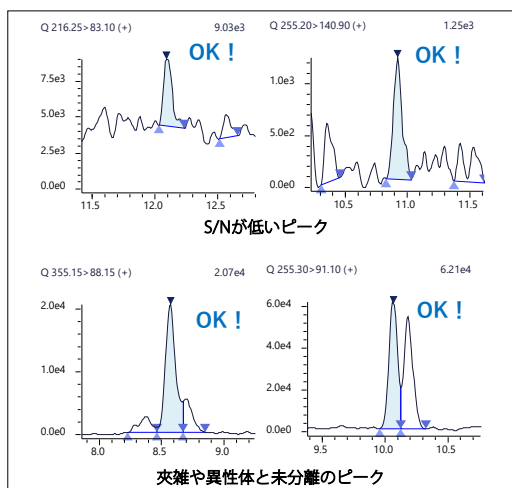 Q 216.25>83.10 (+) 9.03e3
OK！
7.5e3
5.0e3
2.5e3
0.0e0
11.5 12.0 12.5
Q 255.20>140.90 (+) 1.25e3
OK！
1.0e3
5.0e2
0.0e0
10.5 11.0 11.5
S/Nが低いピーク
Q 355.15>88.15 (+) 2.07e4
OK！
2.0e4
1.0e4
0.0e0
8.0 8.5 9.0
Q 255.30>91.10 (+) 6.21e4
OK！
6.0e4
4.0e4
2.0e4
0.0e0
9.5 10.0 10.5
夾雑や異性体と未分離のピーク